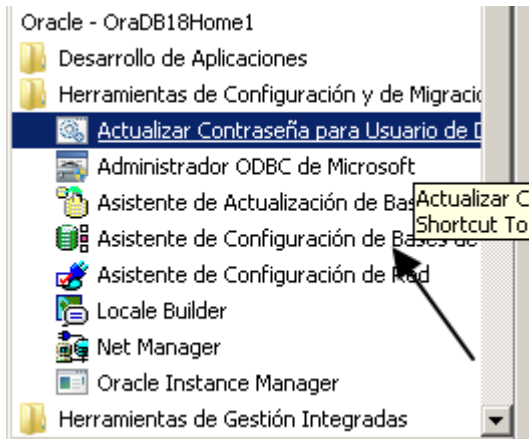 Oracle - OraDB18Home1
Desarrollo de Aplicaciones
Herramientas de Configuración y de
Actualizar Contraseña para Usuario de
Administrador ODBC de Microsoft
Asistente de Actualización de
Actualizar
Shortcut To
Asistente de Configuración de Bases de
Asistente de Configuración de Red
Locale Builder
Net Manager
Oracle Instance Manager
Herramientas de Gestión Integradas